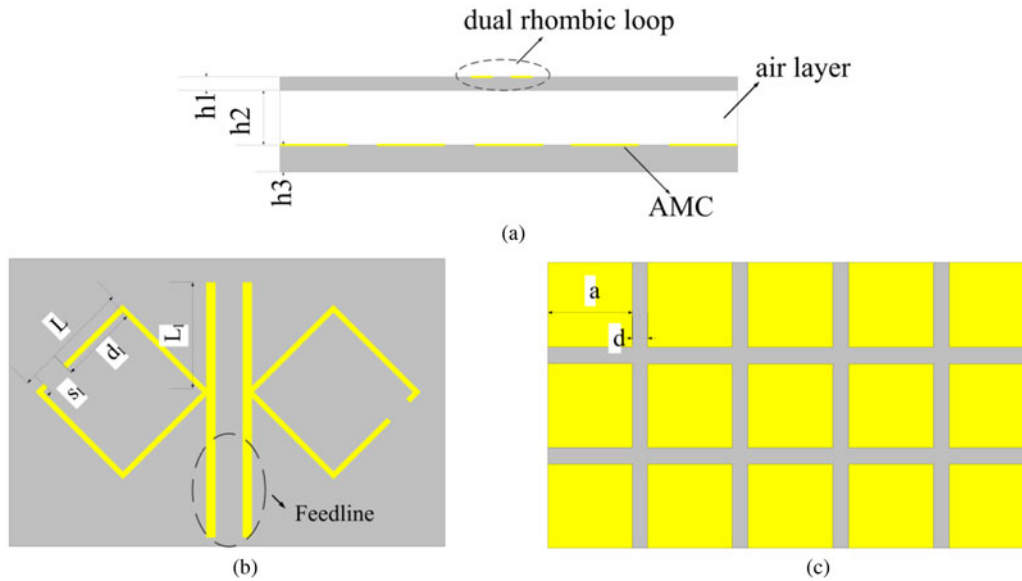 dual rhombic loop
air layer
h1
h2
h3
AMC
(a)
L
d₁
s₁
L₁
Feedline
(b)
a
d
(c)